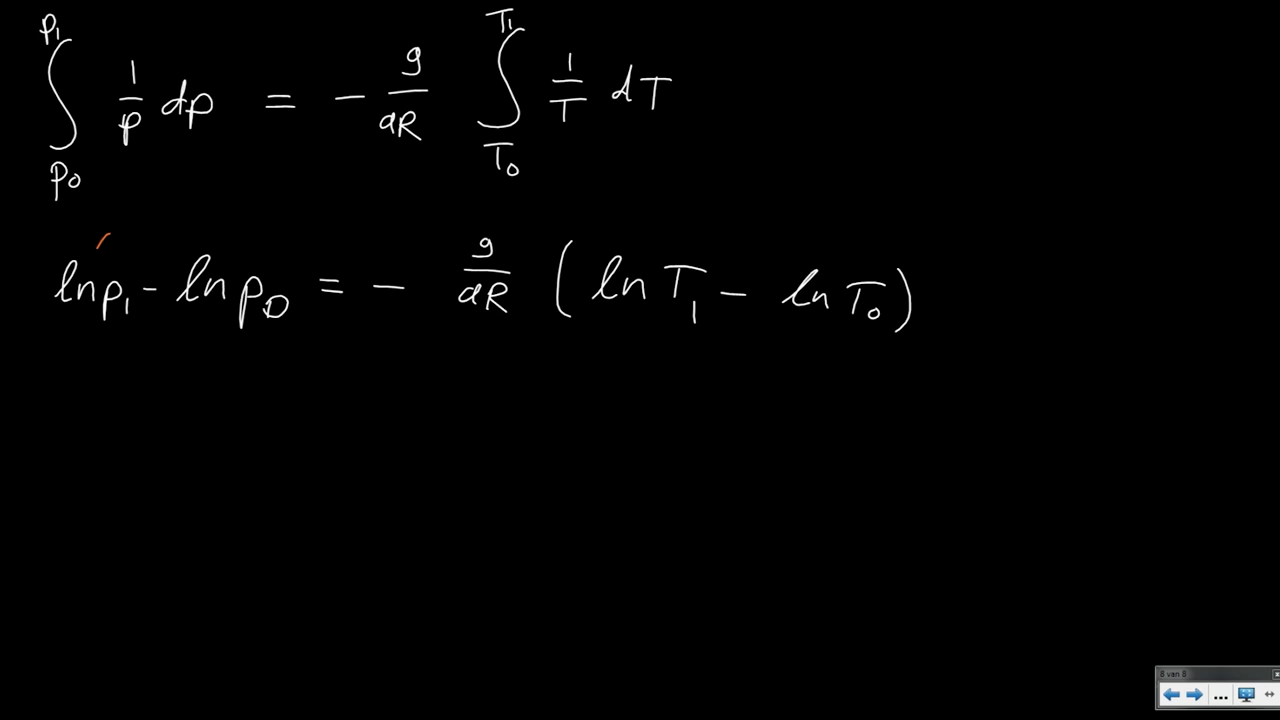 ∫_{p₀}^{p₁} 1/p dp = - g/aR ∫_{T₀}^{T₁} 1/T dT
ln p₁ - ln p₀ = - g/aR (ln T₁ - ln T₀)
8 van 8
...